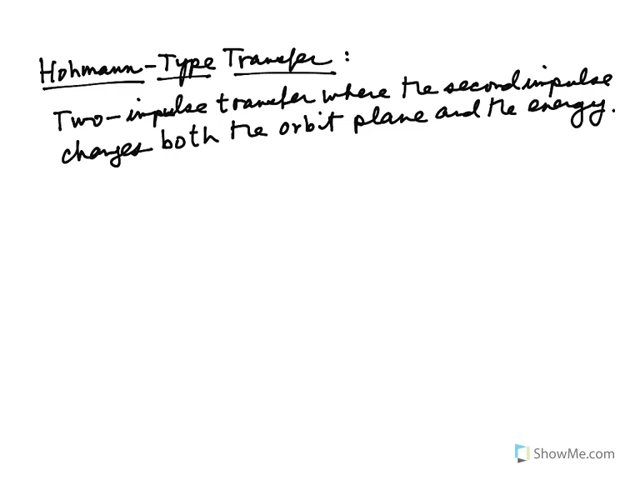 Hohmann-Type Transfer:
Two-impulse transfer where the second impulse
changes both the orbit plane and the energy.
ShowMe.com